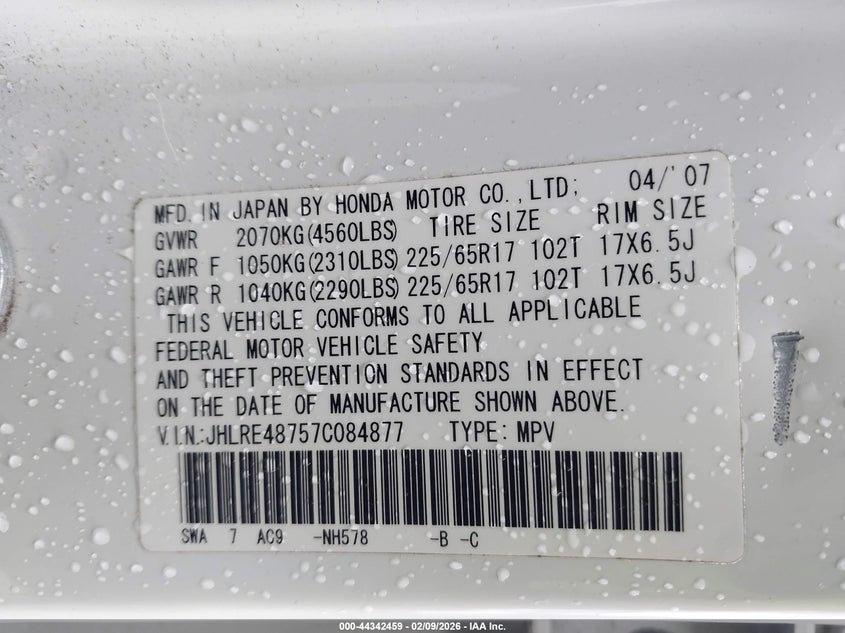 MFD. IN JAPAN BY HONDA MOTOR CO.,LTD; 04/'07
GVWR 2070KG(4560LBS) TIRE SIZE RIM SIZE
GAWR F 1050KG(2310LBS) 225/65R17 102T 17X6.5J
GAWR R 1040KG(2290LBS) 225/65R17 102T 17X6.5J
THIS VEHICLE CONFORMS TO ALL APPLICABLE
FEDERAL MOTOR VEHICLE SAFETY
AND THEFT PREVENTION STANDARDS IN EFFECT
ON THE DATE OF MANUFACTURE SHOWN ABOVE.
V.I.N.:JHLRE48757C084877 TYPE: MPV
SWA 7 AC9 -NH578 -B -C
000-44342459 - 02/09/2026 - IAA Inc.